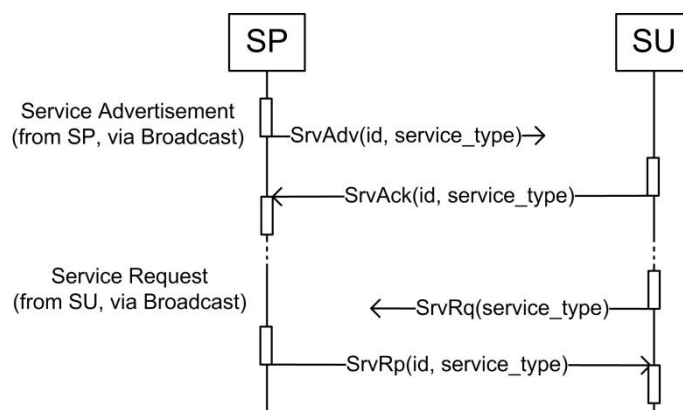 SP
SU
Service Advertisement
(from SP, via Broadcast)
SrvAdv(id, service_type)
SrvAck(id, service_type)
Service Request
(from SU, via Broadcast)
SrvRq(service_type)
SrvRp(id, service_type)